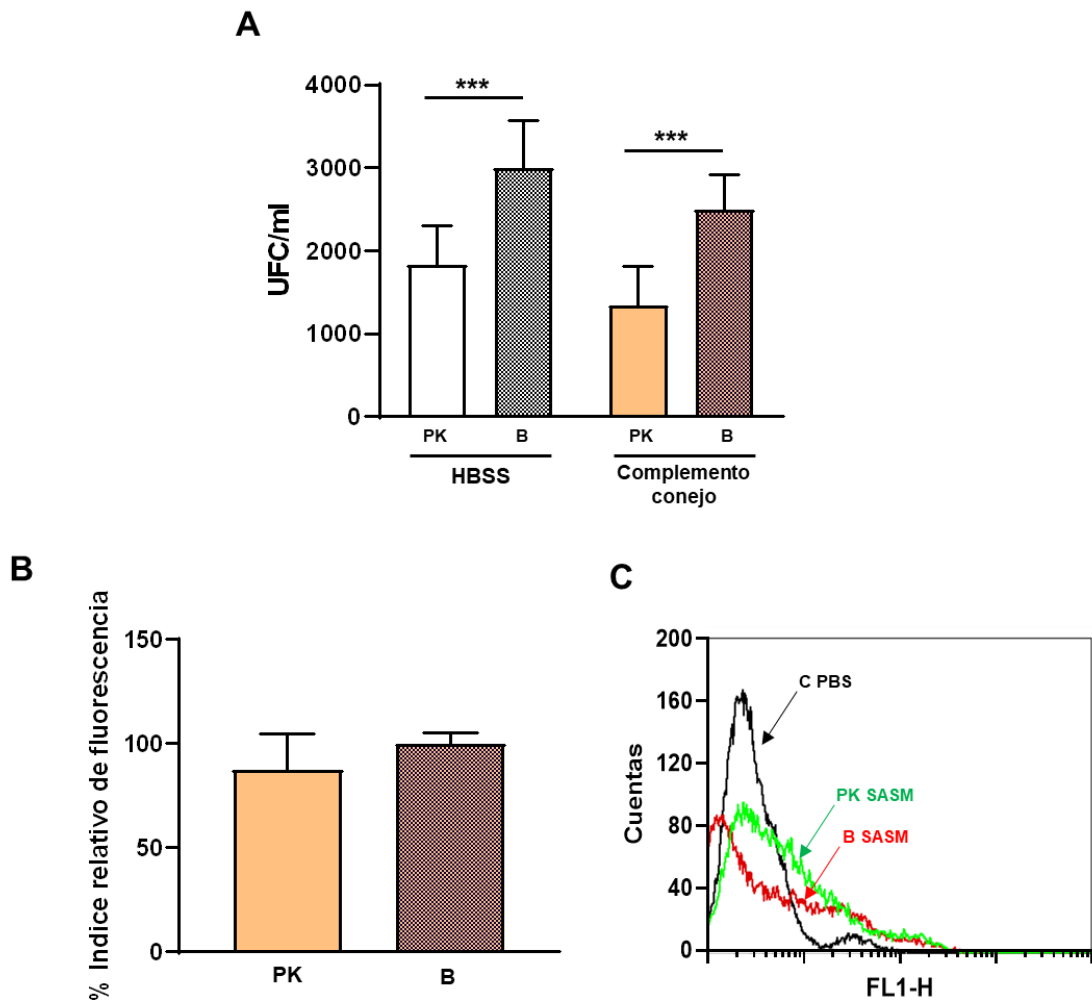 A
UFC/ml
4000
3000
2000
1000
0
***
***
PK
B
PK
B
HBSS
Complemento
conejo
B
% Indice relativo de fluorescencia
150
100
50
0
PK
B
C
Cuentas
200
160
120
80
40
0
C PBS
PK SASM
B SASM
FL1-H